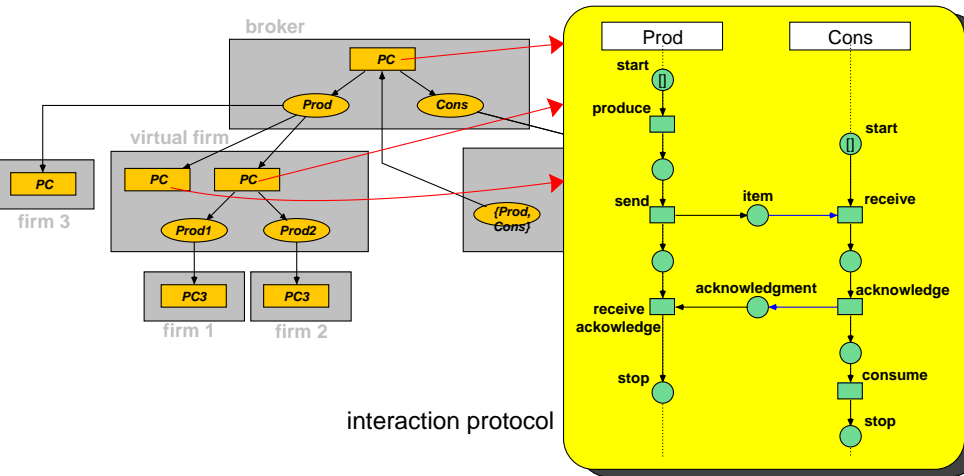 broker
PC
Prod
Cons
virtual firm
PC
PC
PC
firm 3
Prod1
Prod2
{Prod,
Cons}
PC3
PC3
firm 1
firm 2
interaction protocol
Prod
Cons
start
[]
produce
start
[]
send
item
receive
acknowledgment
acknowledge
receive
ackowledge
consume
stop
stop